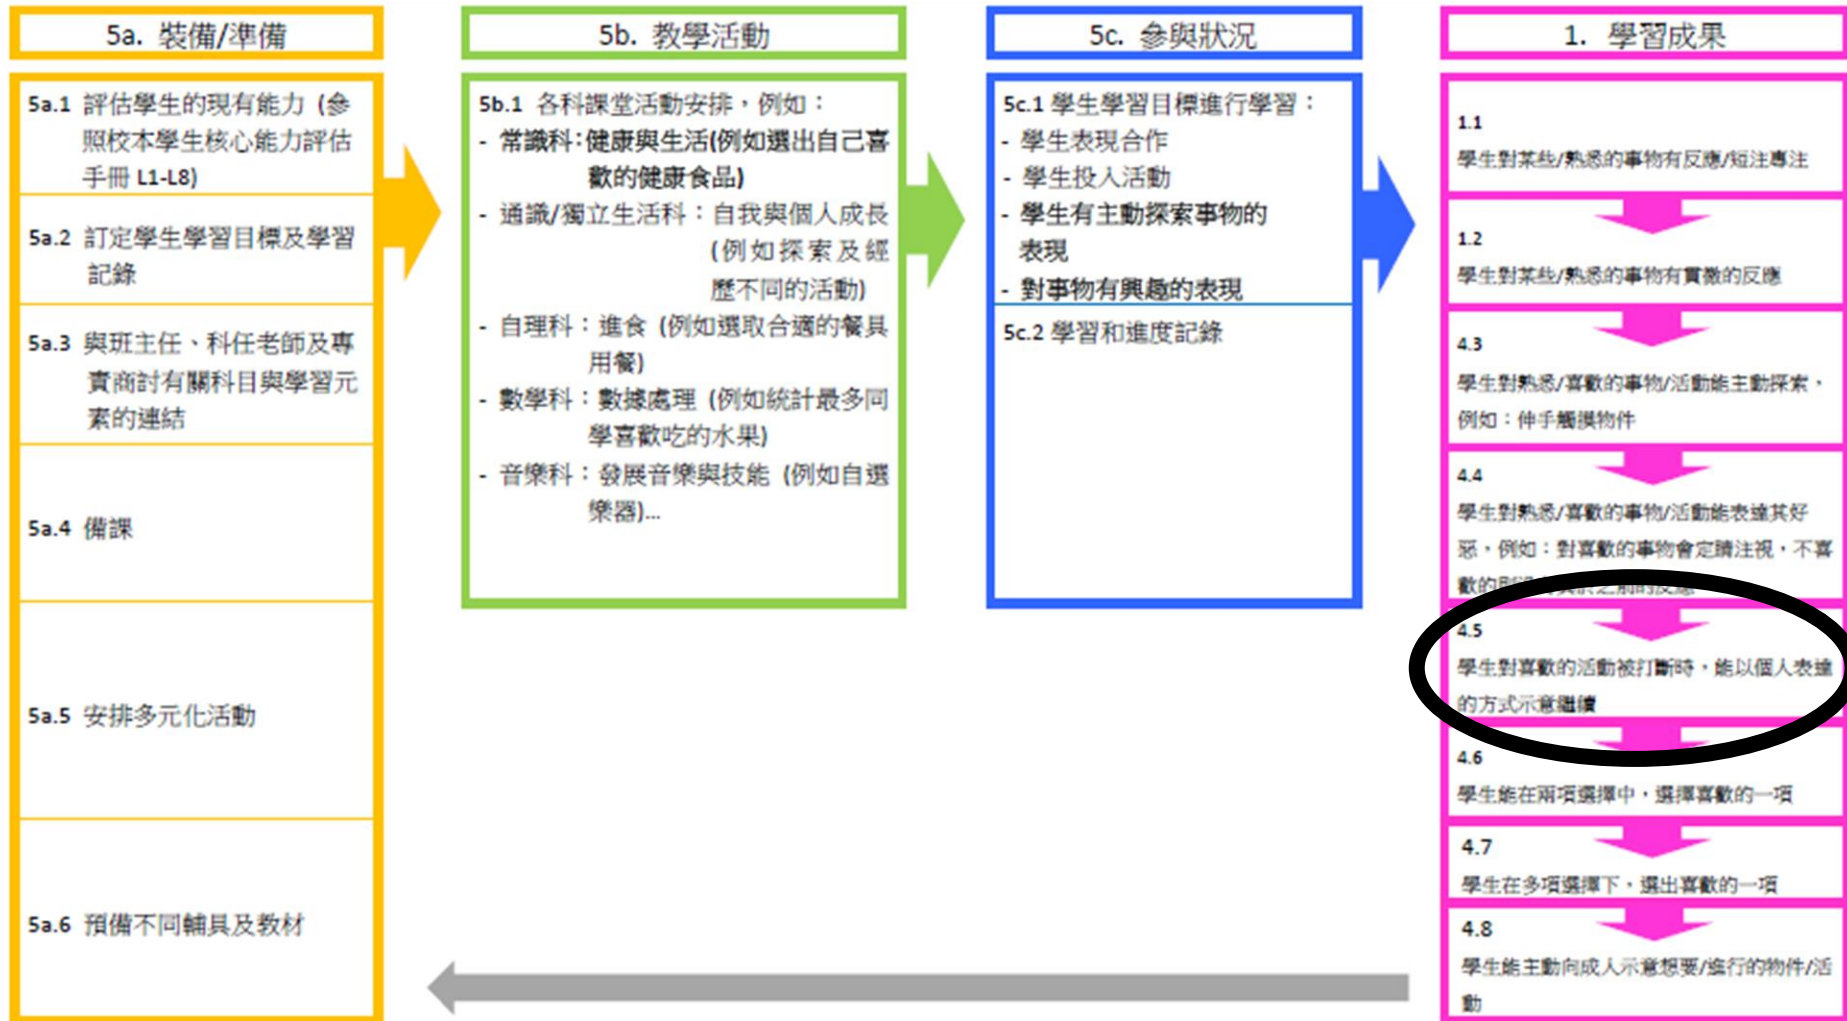 5a. 裝備/準備
5a.1 評估學生的現有能力 (參
照校本學生核心能力評估
手冊 L1-L8)
5a.2 訂定學生學習目標及學習
記錄
5a.3 與班主任、科任老師及專
責商討有關科目與學習元
素的連結
5a.4 備課
5a.5 安排多元化活動
5a.6 預備不同輔具及教材
5b. 教學活動
5b.1 各科課堂活動安排，例如：
- 常識科：健康與生活(例如選出自己喜
歡的健康食品)
- 通識/獨立生活科：自我與個人成長
(例如探索及經
歷不同的活動)
- 自理科：進食 (例如選取合適的餐具
用餐)
- 數學科：數據處理 (例如統計最多同
學喜歡吃的水果)
- 音樂科：發展音樂與技能 (例如自選
樂器)...
5c. 參與狀況
5c.1 學生學習目標進行學習：
- 學生表現合作
- 學生投入活動
- 學生有主動探索事物的
表現
- 對事物有興趣的表現
5c.2 學習和進度記錄
1. 學習成果
1.1
學生對某些/熟悉的事物有反應/短注專注
1.2
學生對某些/熟悉的事物有貫徹的反應
4.3
學生對熟悉/喜歡的事物/活動能主動探索，
例如：伸手觸摸物件
4.4
學生對熟悉/喜歡的事物/活動能表達其好
惡，例如：對喜歡的事物會定睛注視，不喜
歡的
4.5
學生對喜歡的活動被打斷時，能以個人表達
的方式示意繼續
4.6
學生能在兩項選擇中，選擇喜歡的一項
4.7
學生在多項選擇下，選出喜歡的一項
4.8
學生能主動向成人示意想要/進行的物件/活
動